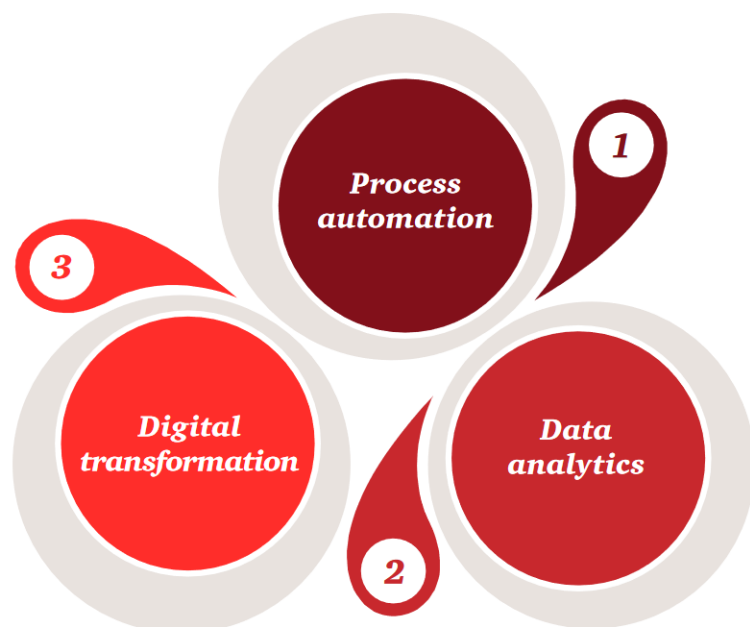 1
Process
automation
3
Digital
transformation
Data
analytics
2